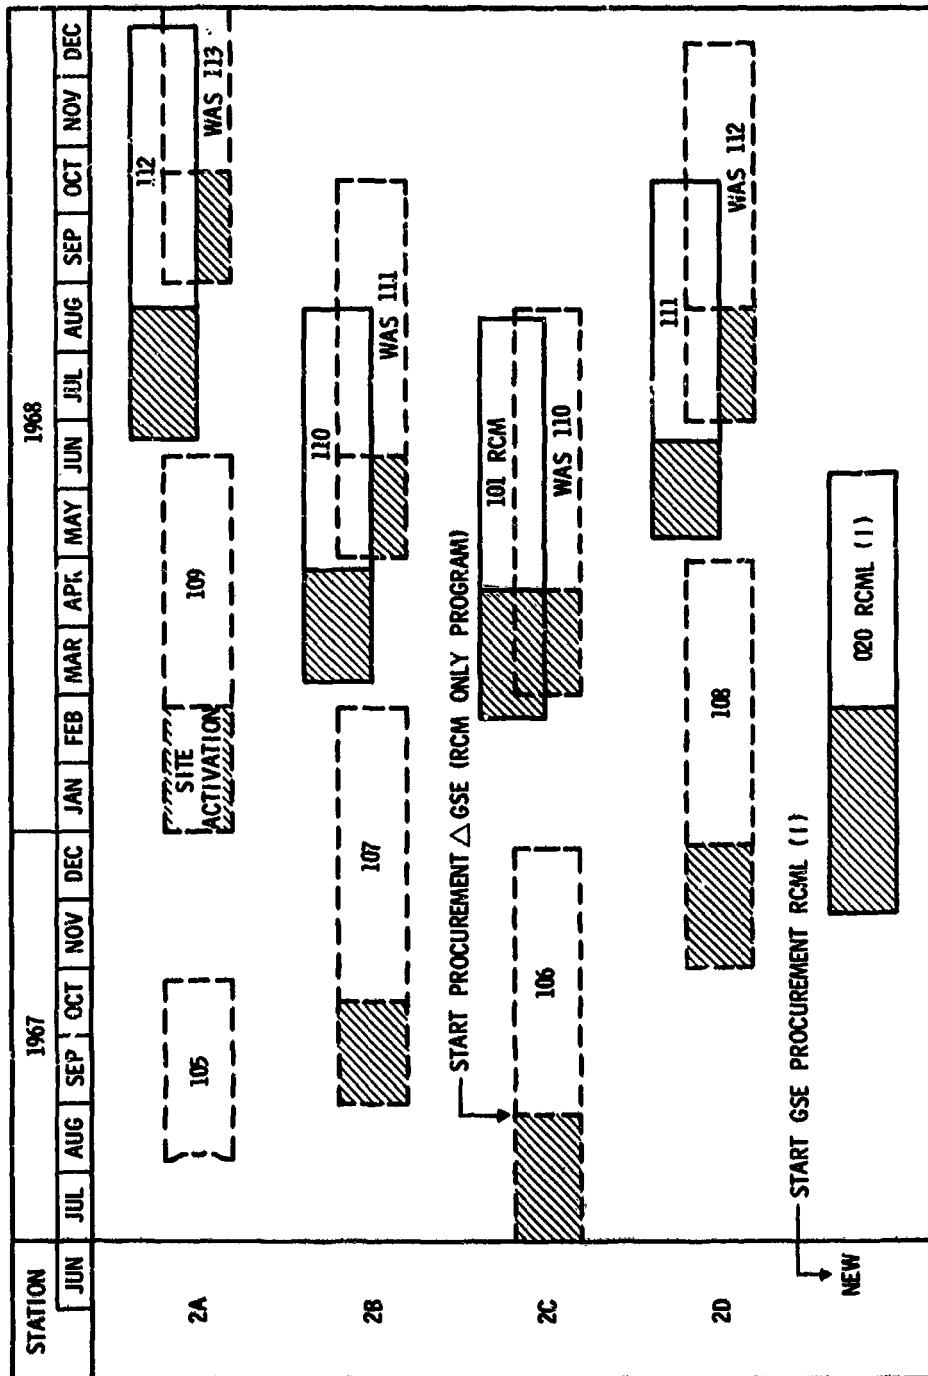 STATION 1967 1968
JUN JUL AUG SEP OCT NOV DEC JAN FEB MAR APR MAY JUN JUL AUG SEP OCT NOV DEC
2A
105
SITE
ACTIVATION
109
112
WAS 113
2B
107
110
WAS 111
START PROCUREMENT △ GSE (RCM ONLY PROGRAM)
2C
106
101 RCM
WAS 110
2D
108
111
WAS 112
START GSE PROCUREMENT RCML (1)
NEW
020 RCML (1)